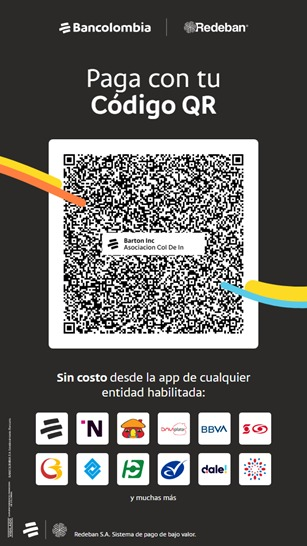 Bancolombia
Redeban
Paga con tu
Código QR
Barton Inc
Asociacion Col De In
Sin costo desde la app de cualquier
entidad habilitada:
N
BBVA
dale!
y muchas más
Redeban S.A. Sistema de pago de bajo valor.